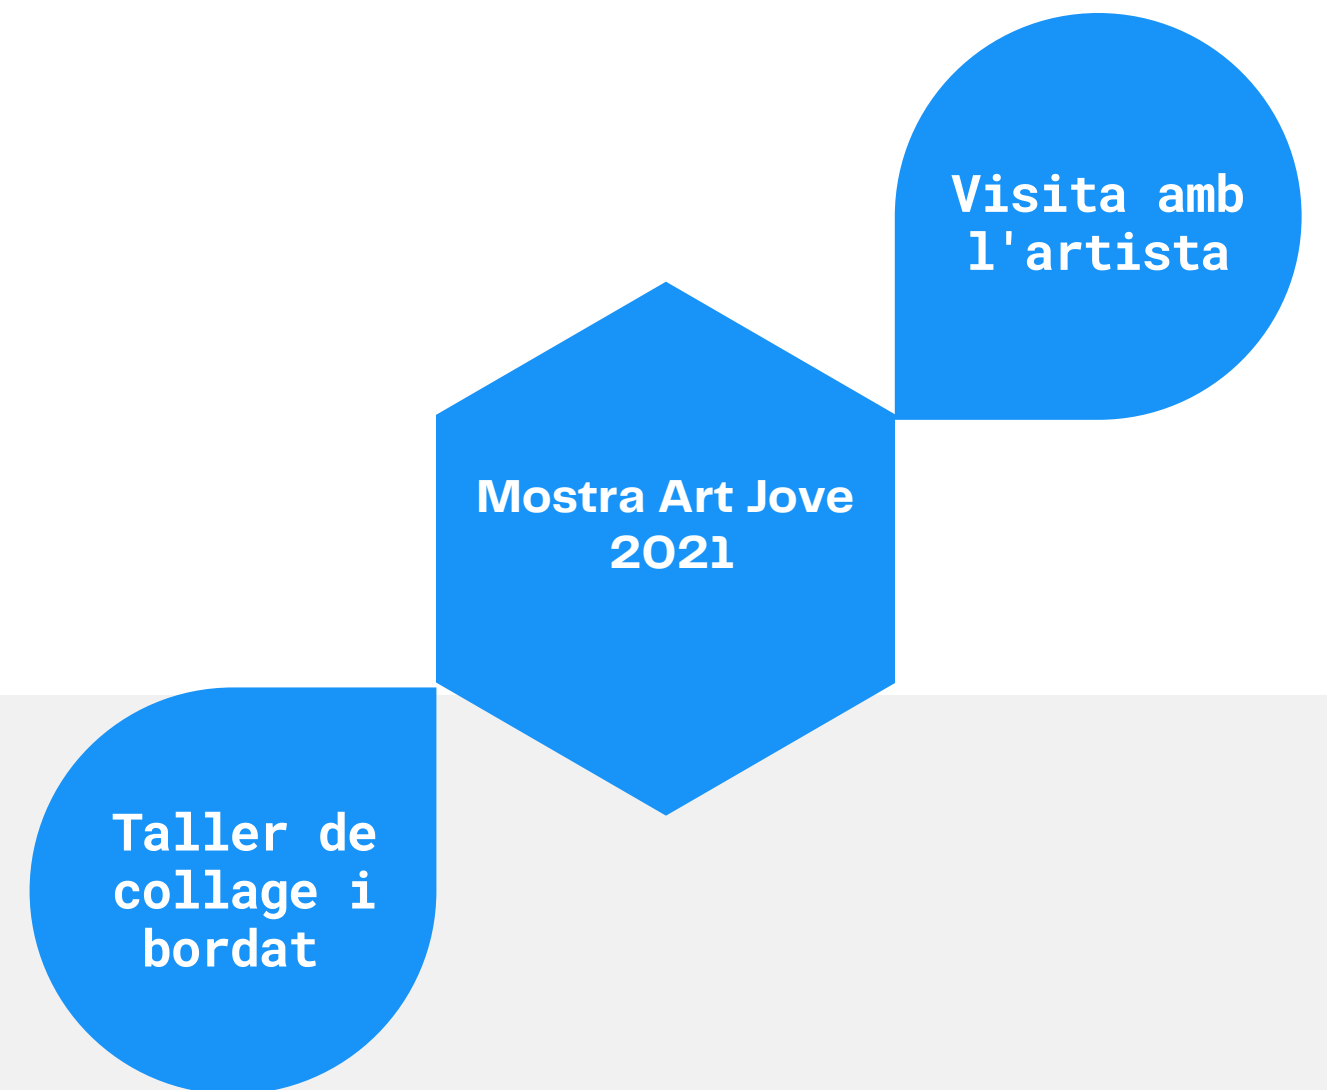 Visita amb
l'artista
Mostra Art Jove
2021
Taller de
collage i
bordat